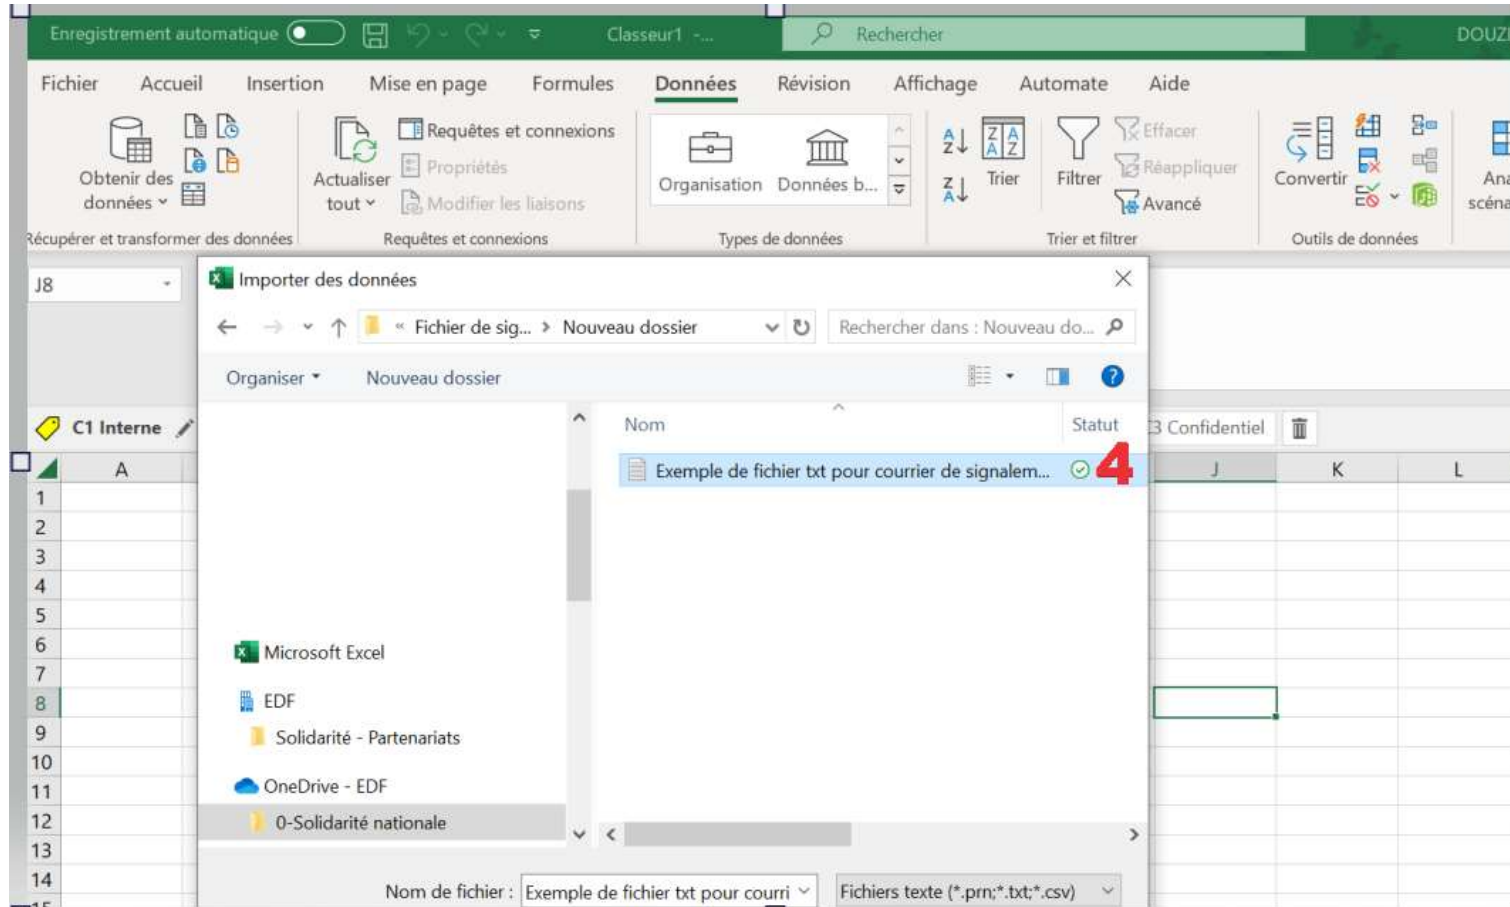 Enregistrement automatique Classeur1 -... Rechercher
Fichier Accueil Insertion Mise en page Formules Données Révision Affichage Automate Aide
Obtenir des données
Actualiser tout
Requêtes et connexions
Propriétés
Modifier les liaisons
Organisation Données b...
Trier
Filtrer
Effacer
Réappliquer
Avancé
Convertir
Récupérer et transformer des données Requêtes et connexions Types de données Trier et filtrer Outils de données
J8
Importer des données
« Fichier de sig... > Nouveau dossier Rechercher dans : Nouveau do...
Organiser Nouveau dossier
C1 Interne
C3 Confidentiel
Nom Statut
Exemple de fichier txt pour courrier de signalem... 4
A J K L
1
2
3
4
5
6
7
8
9
10
11
12
13
14
Microsoft Excel
EDF
Solidarité - Partenariats
OneDrive - EDF
0-Solidarité nationale
Nom de fichier : Exemple de fichier txt pour courri Fichiers texte (*.prn;*.txt;*.csv)